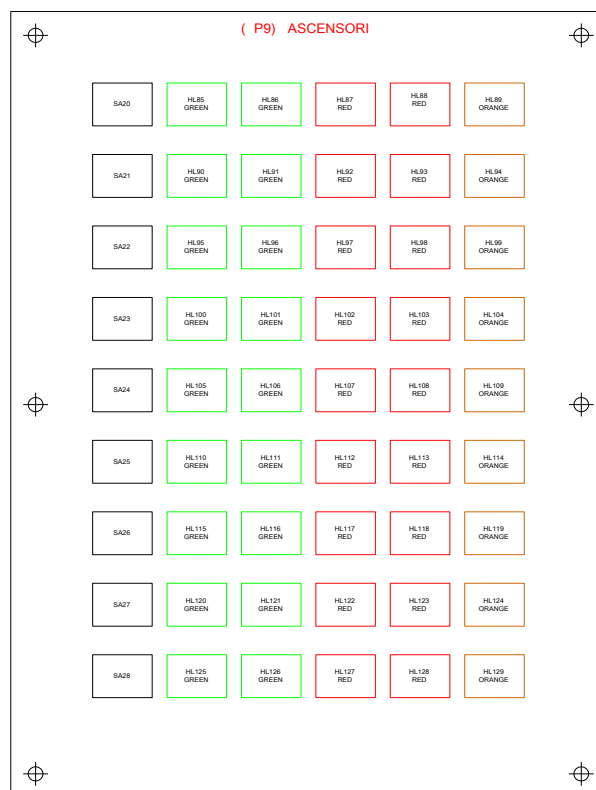 ( P9) ASCENSORI
SA20
HL85
GREEN
HL86
GREEN
HL87
RED
HL88
RED
HL89
ORANGE
SA21
HL90
GREEN
HL91
GREEN
HL92
RED
HL93
RED
HL94
ORANGE
SA22
HL95
GREEN
HL96
GREEN
HL97
RED
HL98
RED
HL99
ORANGE
SA23
HL100
GREEN
HL101
GREEN
HL102
RED
HL103
RED
HL104
ORANGE
SA24
HL105
GREEN
HL106
GREEN
HL107
RED
HL108
RED
HL109
ORANGE
SA25
HL110
GREEN
HL111
GREEN
HL112
RED
HL113
RED
HL114
ORANGE
SA26
HL115
GREEN
HL116
GREEN
HL117
RED
HL118
RED
HL119
ORANGE
SA27
HL120
GREEN
HL121
GREEN
HL122
RED
HL123
RED
HL124
ORANGE
SA28
HL125
GREEN
HL126
GREEN
HL127
RED
HL128
RED
HL129
ORANGE